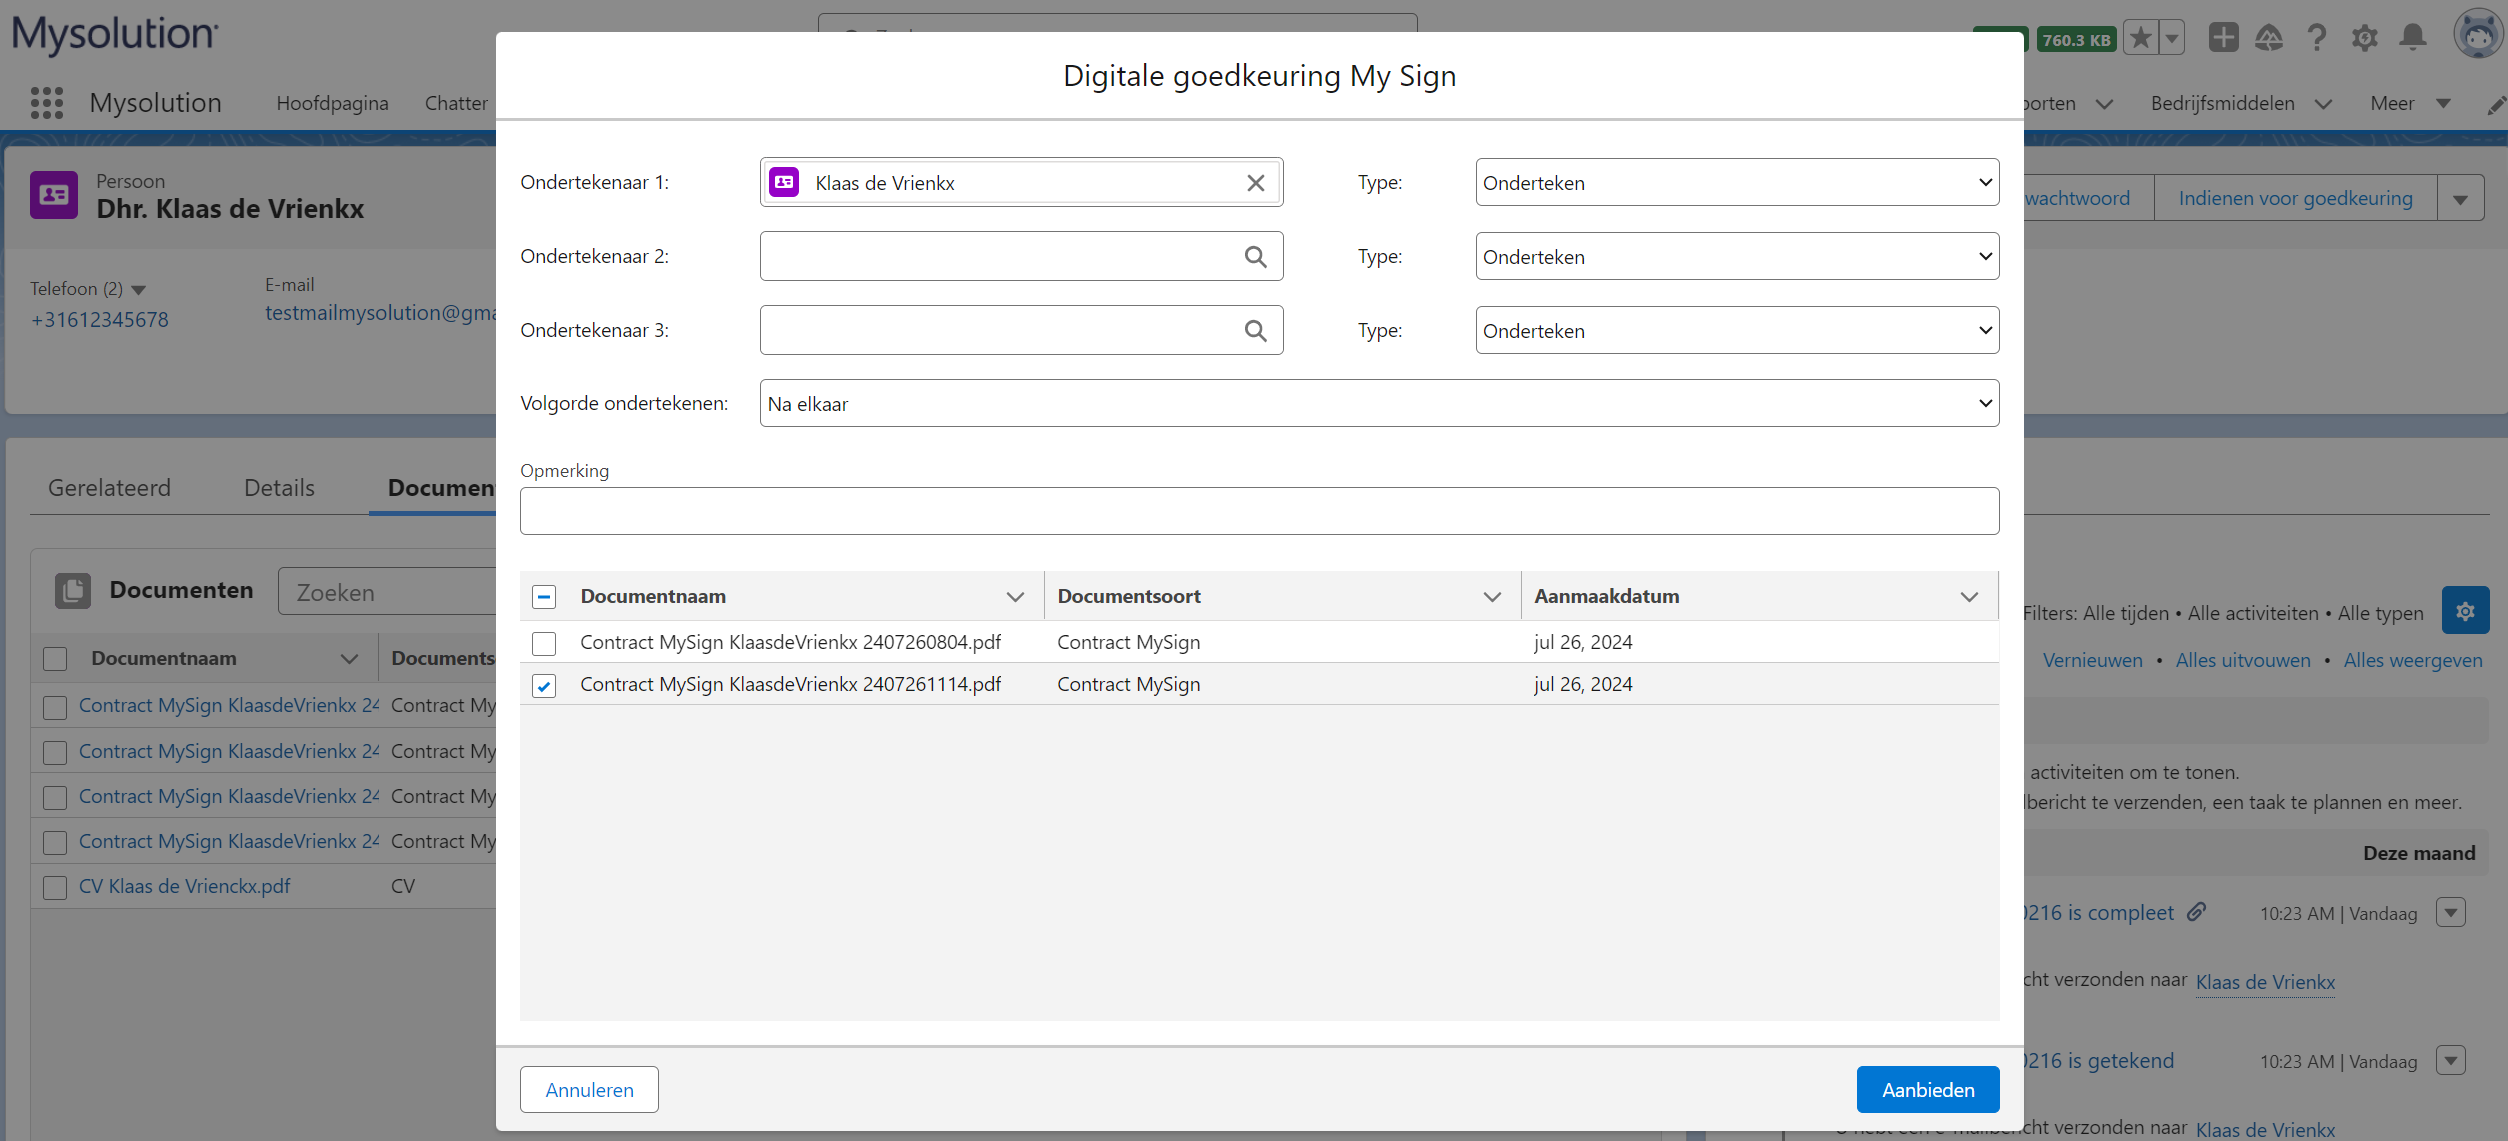 Mysolution
760.3 KB
Mysolution
Hoofdpagina
Chatter
Bedrijfsmiddelen
Meer
Persoon
Dhr. Klaas de Vrienkx
wachtwoord
Indienen voor goedkeuring
Telefoon (2)
+31612345678
E-mail
testmailmysolution@gma
Gerelateerd
Details
Documen
Documenten
Zoeken
Documentnaam
Documents
Contract MySign KlaasdeVrienkx 24 Contract My
Contract MySign KlaasdeVrienkx 24 Contract My
Contract MySign KlaasdeVrienkx 24 Contract My
Contract MySign KlaasdeVrienkx 24 Contract My
CV Klaas de Vrienckx.pdf CV
Digitale goedkeuring My Sign
Ondertekenaar 1: Klaas de Vrienkx Type: Onderteken
Ondertekenaar 2: Type: Onderteken
Ondertekenaar 3: Type: Onderteken
Volgorde ondertekenen: Na elkaar
Opmerking
Documentnaam Documentsoort Aanmaakdatum
Contract MySign KlaasdeVrienkx 2407260804.pdf Contract MySign jul 26, 2024
Contract MySign KlaasdeVrienkx 2407261114.pdf Contract MySign jul 26, 2024
Annuleren
Aanbieden
Filters: Alle tijden • Alle activiteiten • Alle typen
Vernieuwen • Alles uitvouwen • Alles weergeven
activiteiten om te tonen.
bericht te verzenden, een taak te plannen en meer.
Deze maand
0216 is compleet 10:23 AM | Vandaag
cht verzonden naar Klaas de Vrienkx
0216 is getekend 10:23 AM | Vandaag
cht verzonden naar Klaas de Vrienkx